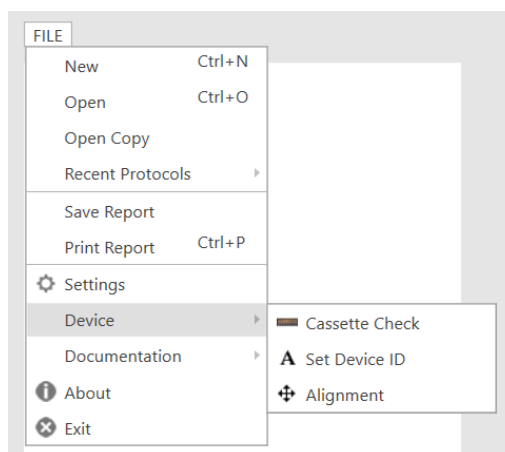 FILE
New Ctrl+N
Open Ctrl+O
Open Copy
Recent Protocols
Save Report
Print Report Ctrl+P
Settings
Device
Documentation
About
Exit
Cassette Check
A Set Device ID
Alignment